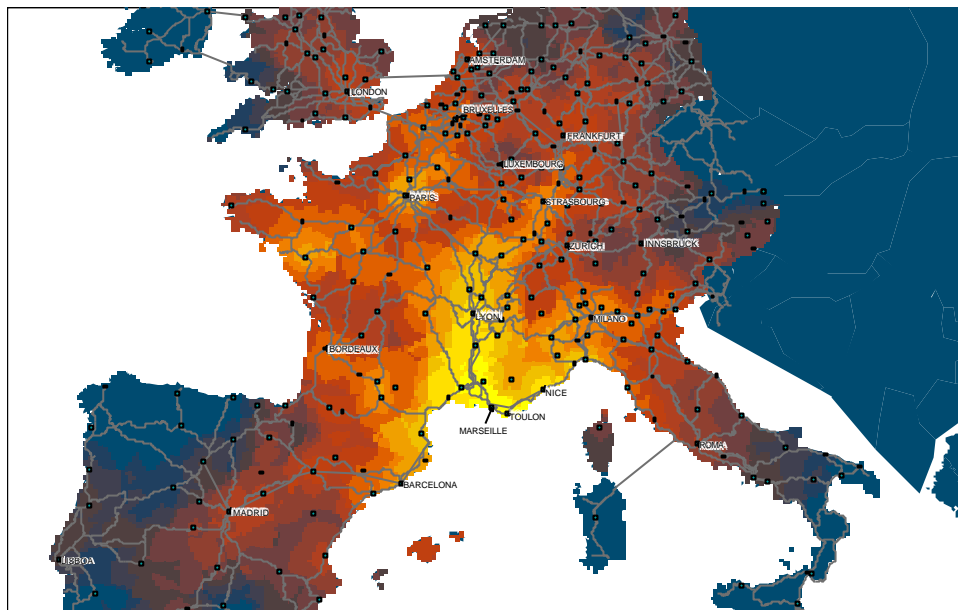 AMSTERDAM
LONDON
BRUXELLES
FRANKFURT
LUXEMBOURG
PARIS
STRASBOURG
ZURICH
INNSBRUCK
LYON
MILANO
BORDEAUX
NICE
TOULON
MARSEILLE
ROMA
BARCELONA
MADRID
LISBOA